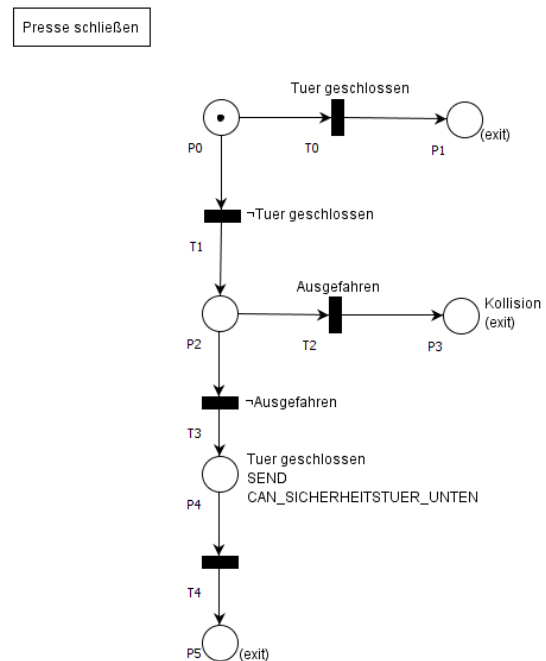 Presse schließen
Tuer geschlossen
P0
T0
P1
(exit)
¬Tuer geschlossen
T1
Ausgefahren
Kollision
(exit)
P2
T2
P3
¬Ausgefahren
T3
Tuer geschlossen
SEND
CAN_SICHERHEITSTUER_UNTEN
P4
T4
P5
(exit)